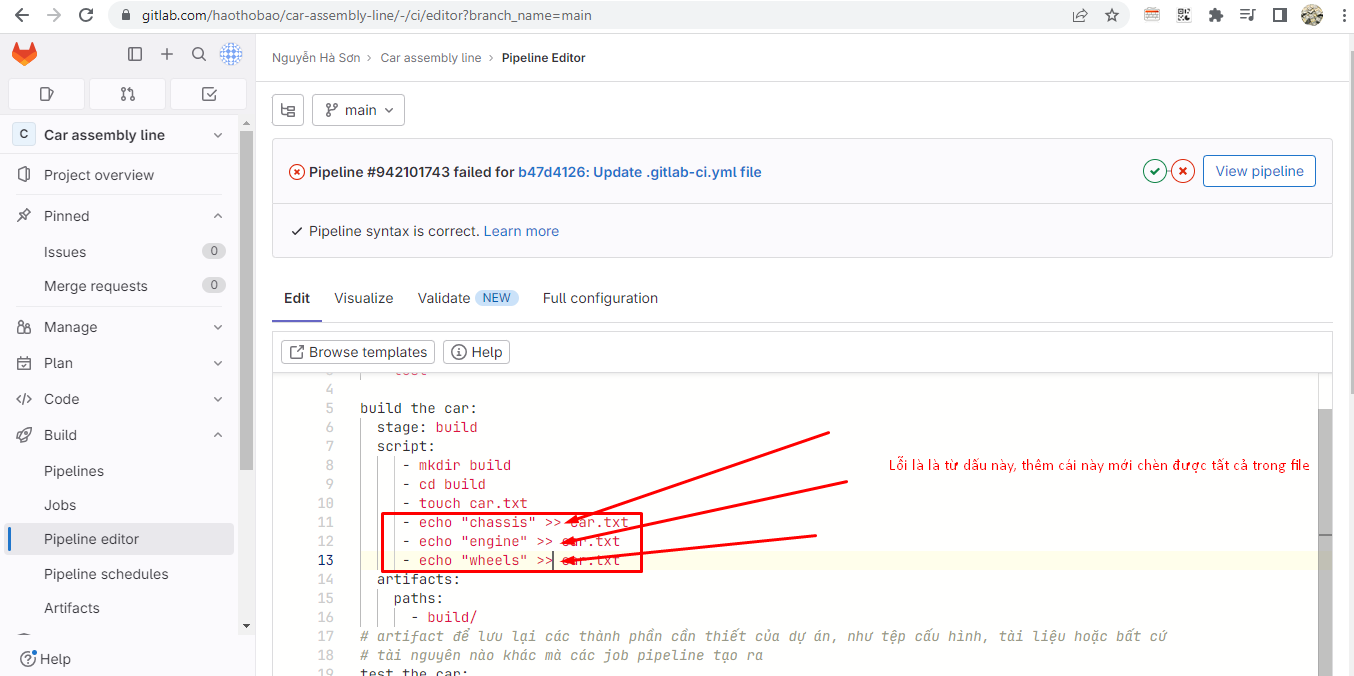 gitlab.com/haothobao/car-assembly-line/-/ci/editor?branch_name=main
Nguyễn Hà Sơn › Car assembly line › Pipeline Editor
main
C Car assembly line
Project overview
Pinned
Issues 0
Merge requests 0
Manage
Plan
Code
Build
Pipelines
Jobs
Pipeline editor
Pipeline schedules
Artifacts
Help
Pipeline #942101743 failed for b47d4126: Update .gitlab-ci.yml file
View pipeline
Pipeline syntax is correct. Learn more
Edit Visualize Validate NEW Full configuration
Browse templates Help
4
5 build the car:
6 stage: build
7 script:
8 - mkdir build
9 - cd build
10 - touch car.txt
11 - echo "chassis" >> car.txt
12 - echo "engine" >> car.txt
13 - echo "wheels" >> car.txt
14 artifacts:
15 paths:
16 - build/
17 # artifact để lưu lại các thành phần cần thiết của dự án, như tệp cấu hình, tài liệu hoặc bất cứ
18 # tài nguyên nào khác mà các job pipeline tạo ra
19 test the car:
Lỗi là là từ dấu này, thêm cái này mới chèn được tất cả trong file